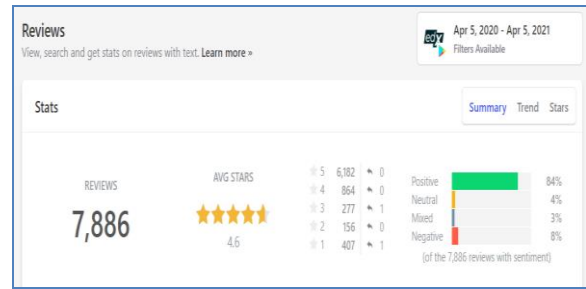 Reviews
View, search and get stats on reviews with text. Learn more »
edX
Apr 5, 2020 - Apr 5, 2021
Filters Available
Stats
Summary Trend Stars
REVIEWS
7,886
AVG STARS
4.6
5 6,182 0
4 864 0
3 277 1
2 156 0
1 407 1
Positive 84%
Neutral 4%
Mixed 3%
Negative 8%
(of the 7,886 reviews with sentiment)